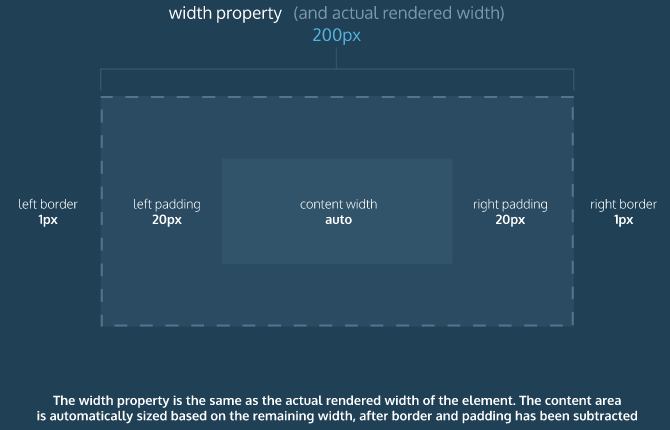 width property (and actual rendered width)
200px
left border
1px
left padding
20px
content width
auto
right padding
20px
right border
1px
The width property is the same as the actual rendered width of the element. The content area
is automatically sized based on the remaining width, after border and padding has been subtracted